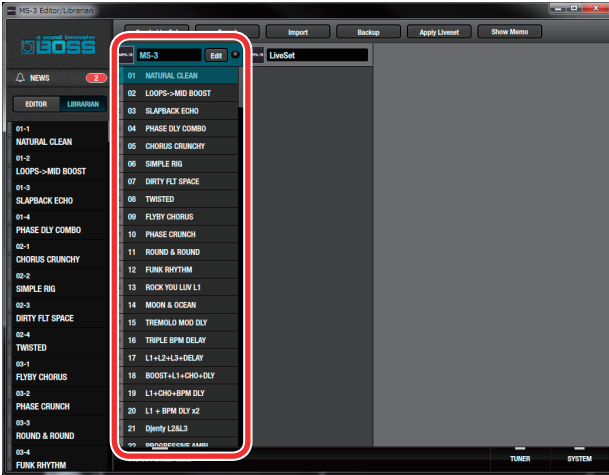 MS-3 Editor/Librarian
Import
Backup
Apply Liveset
Show Memo
a sound innovator
BOSS
NEWS
2
EDITOR
LIBRARIAN
01-1
NATURAL CLEAN
01-2
LOOPS->MID BOOST
01-3
SLAPBACK ECHO
01-4
PHASE DLY COMBO
02-1
CHORUS CRUNCHY
02-2
SIMPLE RIG
02-3
DIRTY FLT SPACE
02-4
TWISTED
03-1
FLYBY CHORUS
03-2
PHASE CRUNCH
03-3
ROUND & ROUND
03-4
FUNK RHYTHM
MS-3
Edit
01 NATURAL CLEAN
02 LOOPS->MID BOOST
03 SLAPBACK ECHO
04 PHASE DLY COMBO
05 CHORUS CRUNCHY
06 SIMPLE RIG
07 DIRTY FLT SPACE
08 TWISTED
09 FLYBY CHORUS
10 PHASE CRUNCH
11 ROUND & ROUND
12 FUNK RHYTHM
13 ROCK YOU LUV L1
14 MOON & OCEAN
15 TREMOLO MOD DLY
16 TRIPLE BPM DELAY
17 L1+L2+L3+DELAY
18 BOOST+L1+CHO+DLY
19 L1+CHO+BPM DLY
20 L1 + BPM DLY x2
21 Djenty L2&L3
22 PROGRESSIVE AMBI
LiveSet
TUNER
SYSTEM